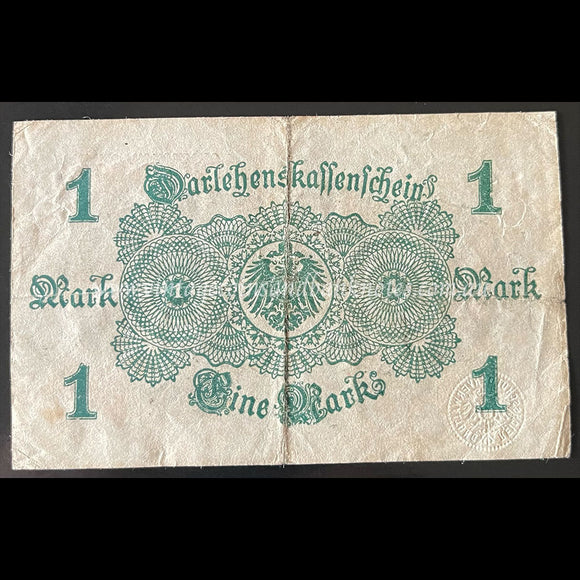 1 Darlehenskassenschein 1
Mark Mark
1 Eine Mark 1